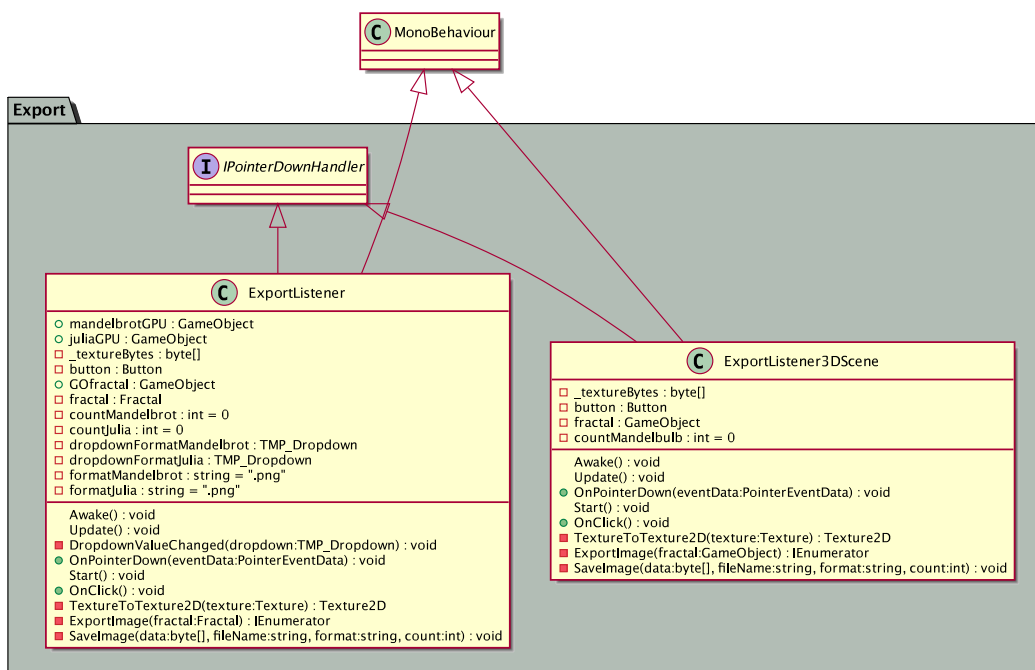 C MonoBehaviour
Export
I IPointerDownHandler
C ExportListener
mandelbrotGPU : GameObject
juliaGPU : GameObject
_textureBytes : byte[]
button : Button
GOfractal : GameObject
fractal : Fractal
countMandelbrot : int = 0
countJulia : int = 0
dropdownFormatMandelbrot : TMP_Dropdown
dropdownFormatJulia : TMP_Dropdown
formatMandelbrot : string = ".png"
formatJulia : string = ".png"
Awake() : void
Update() : void
DropdownValueChanged(dropdown:TMP_Dropdown) : void
OnPointerDown(eventData:PointerEventData) : void
Start() : void
OnClick() : void
TextureToTexture2D(texture:Texture) : Texture2D
ExportImage(fractal:Fractal) : IEnumerator
SaveImage(data:byte[], fileName:string, format:string, count:int) : void
C ExportListener3DScene
_textureBytes : byte[]
button : Button
fractal : GameObject
countMandelbulb : int = 0
Awake() : void
Update() : void
OnPointerDown(eventData:PointerEventData) : void
Start() : void
OnClick() : void
TextureToTexture2D(texture:Texture) : Texture2D
ExportImage(fractal:GameObject) : IEnumerator
SaveImage(data:byte[], fileName:string, format:string, count:int) : void